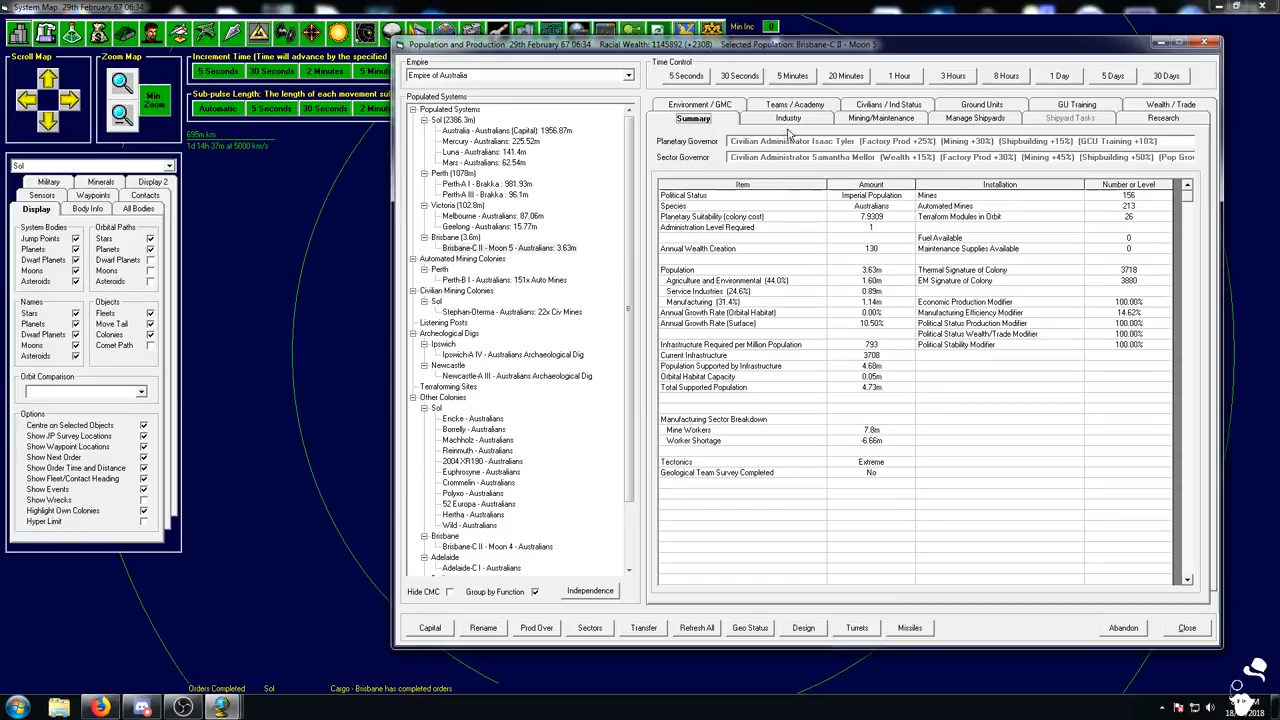 System Map  29th February 67 06:34
Min Inc 0
Scroll Map
Zoom Map
Min Zoom
Increment Time (Time will advance by the specified
5 Seconds 30 Seconds 2 Minutes 5 Minut
Sub-pulse Length: The length of each movement sub
Automatic 5 Seconds 30 Seconds 2 Minut
695m km
1d 14h 37m at 5000 km/s
Sol
Military Minerals Display 2
Sensors Waypoints Contacts
Display Body Info All Bodies
System Bodies
Jump Points
Planets
Dwarf Planets
Moons
Asteroids
Orbital Paths
Stars
Planets
Dwarf Planets
Moons
Asteroids
Names
Stars
Planets
Dwarf Planets
Moons
Asteroids
Objects
Fleets
Move Tail
Colonies
Comet Path
Orbit Comparison
Options
Centre on Selected Objects
Show JP Survey Locations
Show Waypoint Locations
Show Next Order
Show Order Time and Distance
Show Fleet/Contact Heading
Show Events
Show Wrecks
Highlight Own Colonies
Hyper Limit
Population and Production  29th February 67 06:34  Racial Wealth: 1145892 (+2308)  Selected Population: Brisbane-C II - Moon 5
Empire
Empire of Australia
Time Control
5 Seconds 30 Seconds 5 Minutes 20 Minutes 1 Hour 3 Hours 8 Hours 1 Day 5 Days 30 Days
Populated Systems
Populated Systems
Sol (2386.3m)
Australia - Australians (Capital): 1956.87m
Mercury - Australians: 225.52m
Luna - Australians: 141.4m
Mars - Australians: 62.54m
Perth (1078m)
Perth-A I - Brakka : 981.93m
Perth-A III - Brakka : 96.1m
Victoria (102.8m)
Melbourne - Australians: 87.06m
Geelong - Australians: 15.77m
Brisbane (3.6m)
Brisbane-C II - Moon 5 - Australians: 3.63m
Automated Mining Colonies
Perth
Perth-B I - Brakka: 151x Auto Mines
Civilian Mining Colonies
Sol
Stephan-Oterma - Australians: 22x Civ Mines
Listening Posts
Archeological Digs
Ipswich
Ipswich-A IV - Australians Archaeological Dig
Newcastle
Newcastle-A III - Australians Archaeological Dig
Terraforming Sites
Other Colonies
Sol
Encke - Australians
Borrelly - Australians
Machholz - Australians
Reinmuth - Australians
2004 XR190 - Australians
Euphrosyne - Australians
Crommelin - Australians
Polyxo - Australians
52 Europa - Australians
Hertha - Australians
Wild - Australians
Brisbane
Brisbane-C II - Moon 4 - Australians
Adelaide
Adelaide-C I - Australians
Hide CMC Group by Function Independence
Environment / GMC Teams / Academy Civilians / Ind Status Ground Units GU Training Wealth / Trade
Summary Industry Mining/Maintenance Manage Shipyards Shipyard Tasks Research
Planetary Governor Civilian Administrator Isaac Tyler  (Factory Prod +25%)  (Mining +30%)  (Shipbuilding +15%)  (GCU Training +10%)
Sector Governor Civilian Administrator Samantha Mellor  (Wealth +15%)  (Factory Prod +30%)  (Mining +45%)  (Shipbuilding +50%)  (Pop Grov
Item Amount Installation Number or Level
Political Status Imperial Population Mines 156
Species Australians Automated Mines 213
Planetary Suitability (colony cost) 7.9309 Terraform Modules in Orbit 26
Administration Level Required 1
Fuel Available 0
Annual Wealth Creation 130 Maintenance Supplies Available 0
Population 3.63m Thermal Signature of Colony 3718
Agriculture and Environmental (44.0%) 1.60m EM Signature of Colony 3880
Service Industries (24.6%) 0.89m
Manufacturing (31.4%) 1.14m Economic Production Modifier 100.00%
Annual Growth Rate (Orbital Habitat) 0.00% Manufacturing Efficiency Modifier 14.62%
Annual Growth Rate (Surface) 10.50% Political Status Production Modifier 100.00%
Political Status Wealth/Trade Modifier 100.00%
Infrastructure Required per Million Population 793 Political Stability Modifier 100.00%
Current Infrastructure 3708
Population Supported by Infrastructure 4.68m
Orbital Habitat Capacity 0.05m
Total Supported Population 4.73m
Manufacturing Sector Breakdown
Mine Workers 7.8m
Worker Shortage -6.66m
Tectonics Extreme
Geological Team Survey Completed No
Capital Rename Prod Over Sectors Transfer Refresh All Geo Status Design Turrets Missiles Abandon Close
Orders Completed Sol Cargo - Brisbane has completed orders